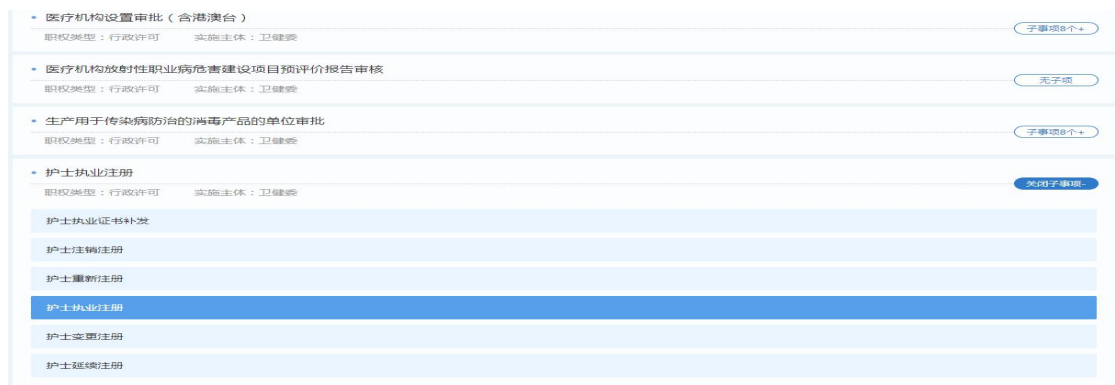 医疗机构设置审批（含港澳台）
子事项8个+
职权类型：行政许可 实施主体：卫健委
医疗机构放射性职业病危害建设项目预评价报告审核
无子项
职权类型：行政许可 实施主体：卫健委
生产用于传染病防治的消毒产品的单位审批
子事项8个+
职权类型：行政许可 实施主体：卫健委
护士执业注册
关闭子事项-
职权类型：行政许可 实施主体：卫健委
护士执业证书补发
护士注销注册
护士重新注册
护士执业注册
护士变更注册
护士延续注册